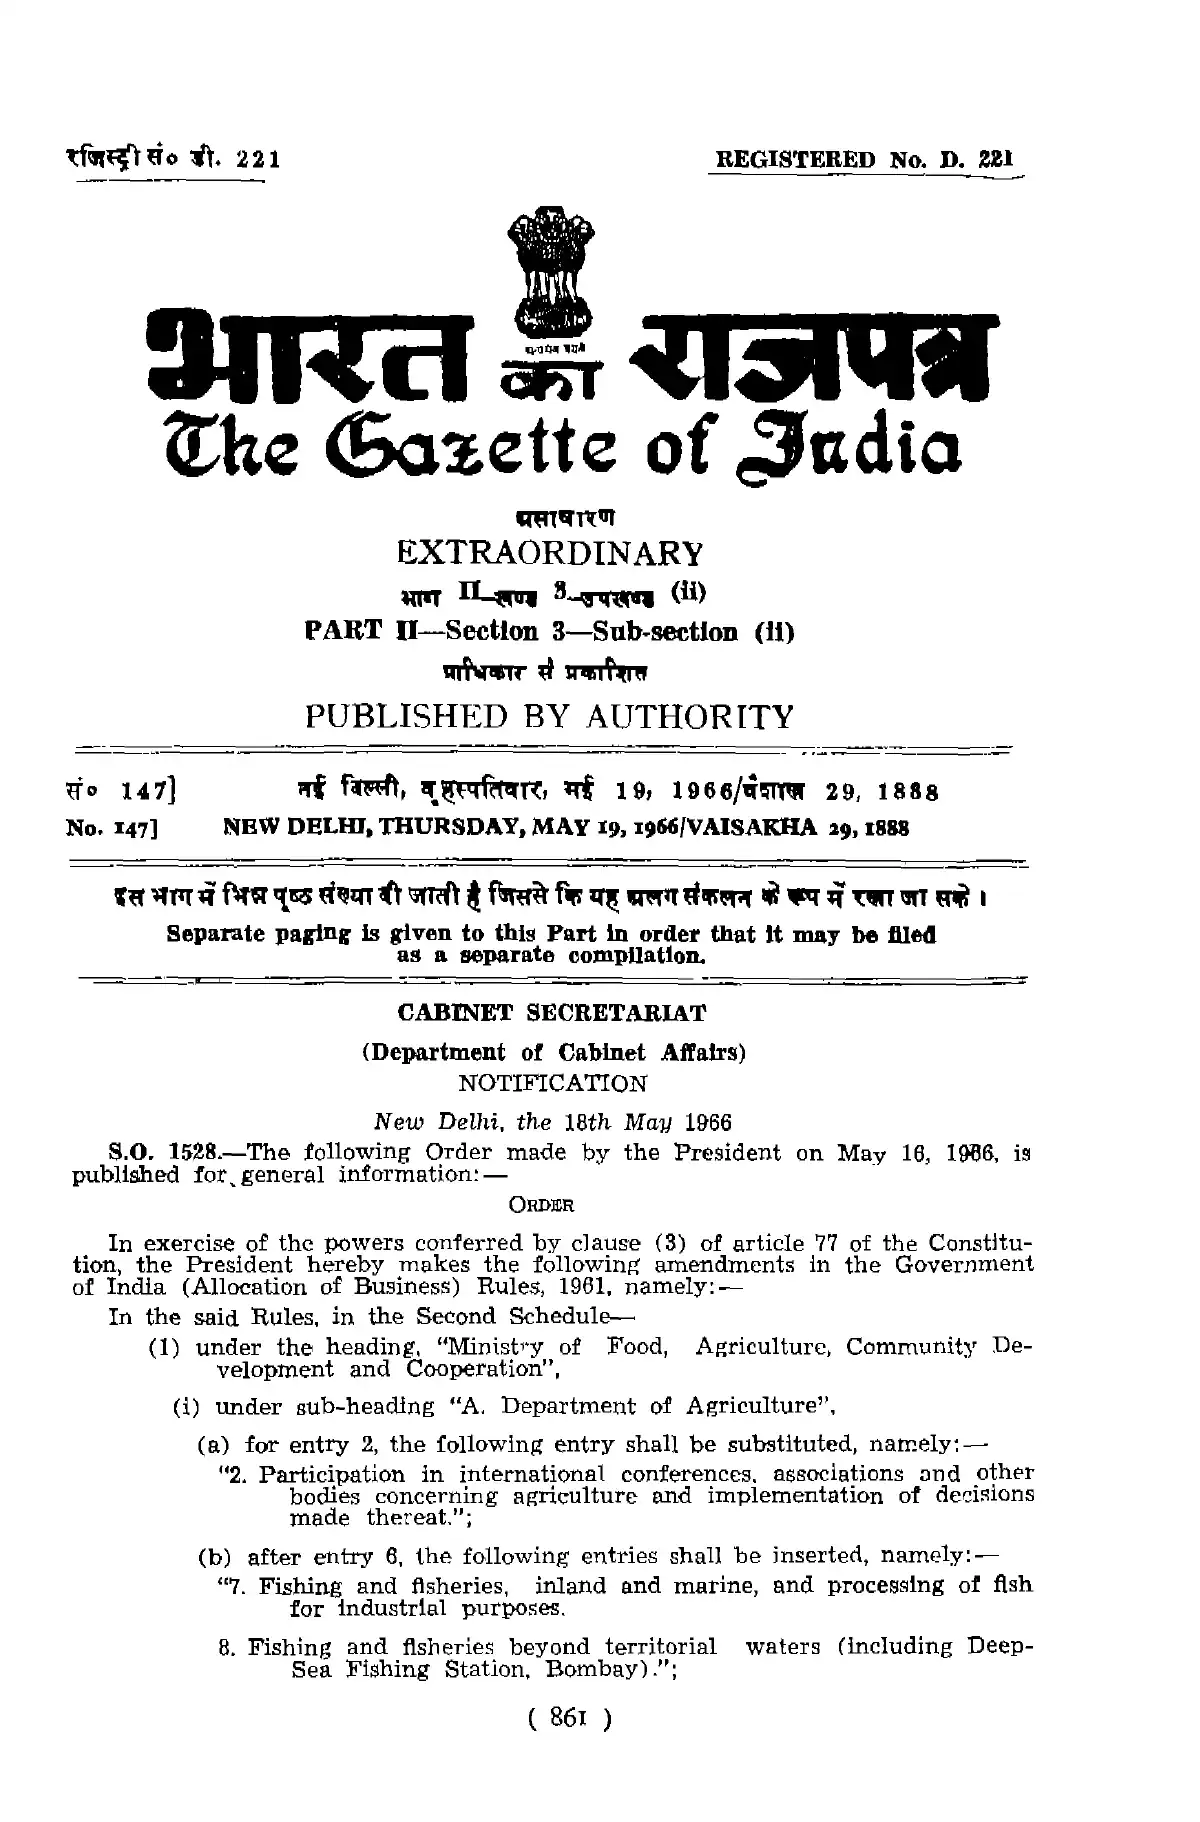 रजिस्ट्री सं० डी. 221
REGISTERED No. D. 221
भारत का राजपत्र
The Gazette of India
असाधारण
EXTRAORDINARY
भाग II—खण्ड 3—उपखण्ड (ii)
PART II—Section 3—Sub-section (ii)
प्राधिकार से प्रकाशित
PUBLISHED BY AUTHORITY
सं० 147]
नई दिल्ली, वृहस्पतिवार, मई 19, 1966/वैशाख 29, 1888
No. 147]
NEW DELHI, THURSDAY, MAY 19, 1966/VAISAKHA 29, 1888
इस भाग में भिन्न पृष्ठ संख्या दी जाती है जिससे कि यह अलग संकलन के रूप में रखा जा सके ।
Separate paging is given to this Part in order that it may be filed
as a separate compilation.
CABINET SECRETARIAT
(Department of Cabinet Affairs)
NOTIFICATION
New Delhi, the 18th May 1966
S.O. 1528.—The following Order made by the President on May 16, 1966, is
published for general information:—
ORDER
In exercise of the powers conferred by clause (3) of article 77 of the Constitu-
tion, the President hereby makes the following amendments in the Government
of India (Allocation of Business) Rules, 1961, namely:—
In the said Rules, in the Second Schedule—
(1) under the heading, "Ministry of Food, Agriculture, Community De-
velopment and Cooperation",
(i) under sub-heading "A. Department of Agriculture",
(a) for entry 2, the following entry shall be substituted, namely:—
"2. Participation in international conferences, associations and other
bodies concerning agriculture and implementation of decisions
made thereat.";
(b) after entry 6, the following entries shall be inserted, namely:—
"7. Fishing and fisheries, inland and marine, and processing of fish
for industrial purposes.
8. Fishing and fisheries beyond territorial waters (including Deep-
Sea Fishing Station, Bombay).";
( 861 )